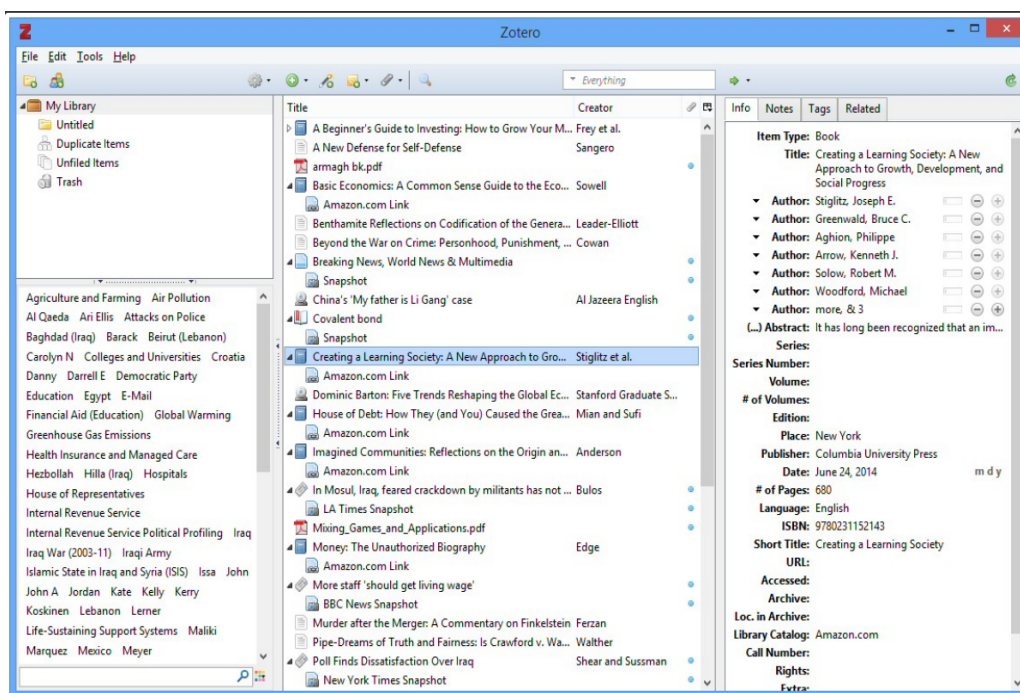 Zotero
File Edit Tools Help
Everything
My Library
Untitled
Duplicate Items
Unfiled Items
Trash
Agriculture and Farming Air Pollution
Al Qaeda Ari Ellis Attacks on Police
Baghdad (Iraq) Barack Beirut (Lebanon)
Carolyn N Colleges and Universities Croatia
Danny Darrell E Democratic Party
Education Egypt E-Mail
Financial Aid (Education) Global Warming
Greenhouse Gas Emissions
Health Insurance and Managed Care
Hezbollah Hilla (Iraq) Hospitals
House of Representatives
Internal Revenue Service
Internal Revenue Service Political Profiling Iraq
Iraq War (2003-11) Iraqi Army
Islamic State in Iraq and Syria (ISIS) Issa John
John A Jordan Kate Kelly Kerry
Koskinen Lebanon Lerner
Life-Sustaining Support Systems Maliki
Marquez Mexico Meyer
Title Creator
A Beginner's Guide to Investing: How to Grow Your M... Frey et al.
A New Defense for Self-Defense Sangero
armagh bk.pdf
Basic Economics: A Common Sense Guide to the Eco... Sowell
Amazon.com Link
Benthamite Reflections on Codification of the Genera... Leader-Elliott
Beyond the War on Crime: Personhood, Punishment, ... Cowan
Breaking News, World News & Multimedia
Snapshot
China's 'My father is Li Gang' case Al Jazeera English
Covalent bond
Snapshot
Creating a Learning Society: A New Approach to Gro... Stiglitz et al.
Amazon.com Link
Dominic Barton: Five Trends Reshaping the Global Ec... Stanford Graduate S...
House of Debt: How They (and You) Caused the Grea... Mian and Sufi
Amazon.com Link
Imagined Communities: Reflections on the Origin an... Anderson
Amazon.com Link
In Mosul, Iraq, feared crackdown by militants has not ... Bulos
LA Times Snapshot
Mixing_Games_and_Applications.pdf
Money: The Unauthorized Biography Edge
Amazon.com Link
More staff 'should get living wage'
BBC News Snapshot
Murder after the Merger: A Commentary on Finkelstein Ferzan
Pipe-Dreams of Truth and Fairness: Is Crawford v. Wa... Walther
Poll Finds Dissatisfaction Over Iraq Shear and Sussman
New York Times Snapshot
Info Notes Tags Related
Item Type: Book
Title: Creating a Learning Society: A New
Approach to Growth, Development, and
Social Progress
Author: Stiglitz, Joseph E.
Author: Greenwald, Bruce C.
Author: Aghion, Philippe
Author: Arrow, Kenneth J.
Author: Solow, Robert M.
Author: Woodford, Michael
Author: more, & 3
(...) Abstract: It has long been recognized that an im...
Series:
Series Number:
Volume:
# of Volumes:
Edition:
Place: New York
Publisher: Columbia University Press
Date: June 24, 2014 m d y
# of Pages: 680
Language: English
ISBN: 9780231152143
Short Title: Creating a Learning Society
URL:
Accessed:
Archive:
Loc. in Archive:
Library Catalog: Amazon.com
Call Number:
Rights:
Extra: